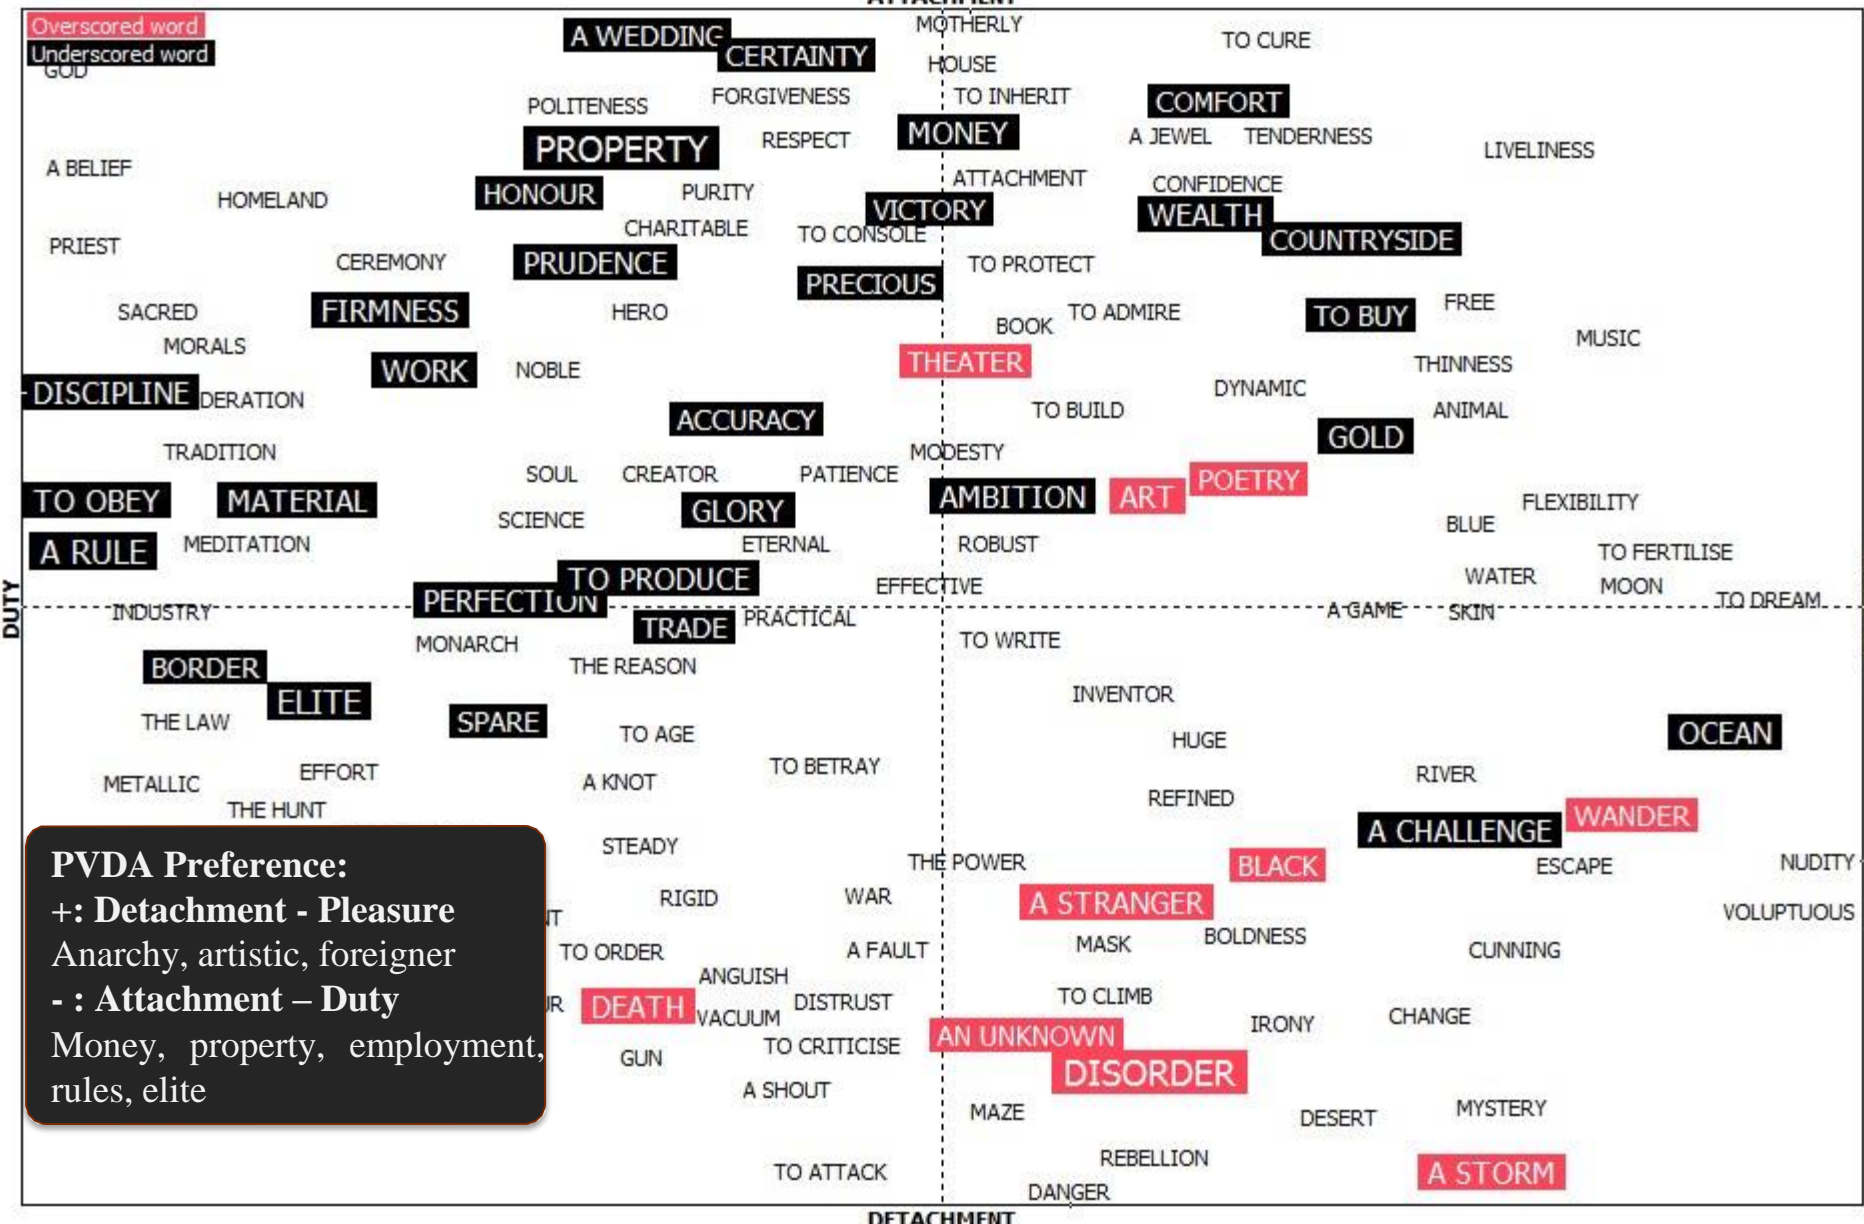 ATTACHMENT
Overscored word
Underscored word
GOD
A WEDDING
CERTAINTY
MOTHERLY
TO CURE
HOUSE
POLITENESS
FORGIVENESS
TO INHERIT
COMFORT
PROPERTY
RESPECT
MONEY
A JEWEL
TENDERNESS
LIVELINESS
A BELIEF
HOMELAND
HONOUR
PURITY
ATTACHMENT
CONFIDENCE
VICTORY
WEALTH
CHARITABLE
TO CONSOLE
COUNTRYSIDE
PRIEST
CEREMONY
PRUDENCE
TO PROTECT
PRECIOUS
SACRED
FIRMNESS
HERO
BOOK
TO ADMIRE
TO BUY
FREE
MUSIC
MORALS
WORK
NOBLE
THEATER
THINNESS
DISCIPLINE
DERATION
DYNAMIC
ACCURACY
TO BUILD
ANIMAL
GOLD
TRADITION
MODESTY
SOUL
CREATOR
PATIENCE
POETRY
TO OBEY
MATERIAL
GLORY
AMBITION
ART
FLEXIBILITY
SCIENCE
BLUE
A RULE
MEDITATION
ETERNAL
ROBUST
TO FERTILISE
TO PRODUCE
EFFECTIVE
WATER
MOON
PERFECTION
TO DREAM
DUTY
INDUSTRY
TRADE
PRACTICAL
A GAME
SKIN
MONARCH
TO WRITE
BORDER
THE REASON
ELITE
INVENTOR
THE LAW
SPARE
TO AGE
HUGE
OCEAN
METALLIC
EFFORT
A KNOT
TO BETRAY
RIVER
THE HUNT
REFINED
WANDER
A CHALLENGE
STEADY
THE POWER
BLACK
ESCAPE
NUDITY
RIGID
WAR
A STRANGER
VOLUPTUOUS
NT
TO ORDER
A FAULT
MASK
BOLDNESS
CUNNING
ANGUISH
UR
DEATH
VACUUM
DISTRUST
TO CLIMB
IRONY
CHANGE
GUN
TO CRITICISE
AN UNKNOWN
DISORDER
A SHOUT
MAZE
DESERT
MYSTERY
TO ATTACK
REBELLION
A STORM
DANGER
DETACHMENT
PVDA Preference:
+: Detachment - Pleasure
Anarchy, artistic, foreigner
- : Attachment – Duty
Money, property, employment,
rules, elite